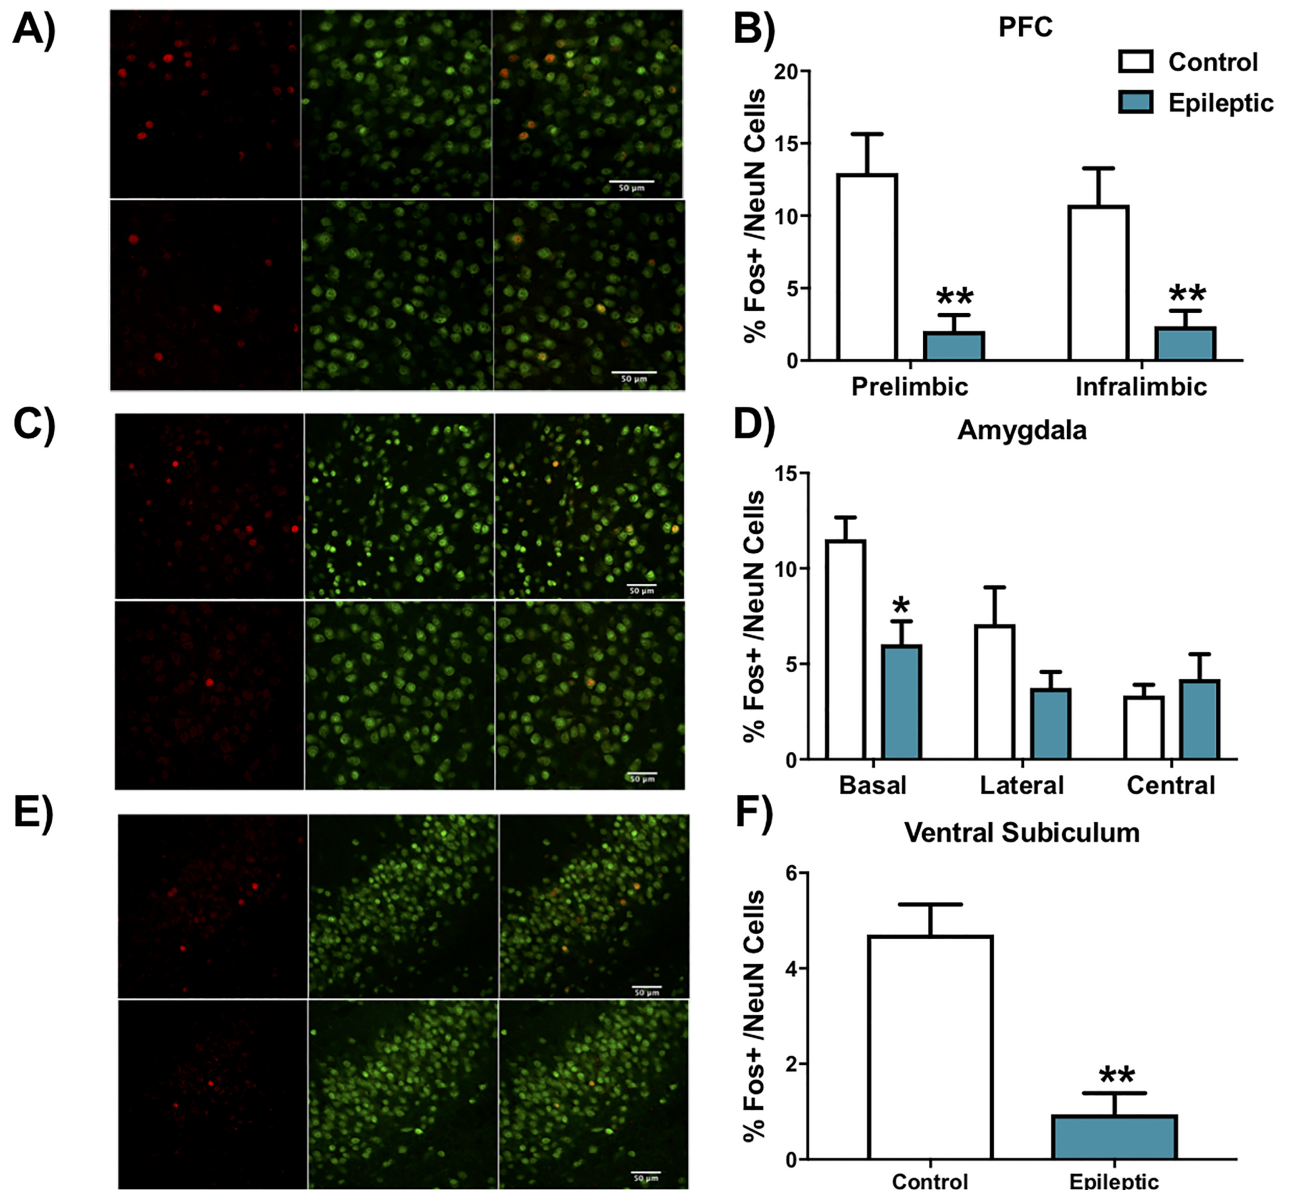 A)
50 μm
50 μm
B)
PFC
Control
Epileptic
% Fos+ /NeuN Cells
20
15
10
5
0
**
**
Prelimbic
Infralimbic
C)
50 μm
50 μm
D)
Amygdala
% Fos+ /NeuN Cells
15
10
5
0
*
Basal
Lateral
Central
E)
50 μm
50 μm
F)
Ventral Subiculum
% Fos+ /NeuN Cells
6
4
2
0
**
Control
Epileptic